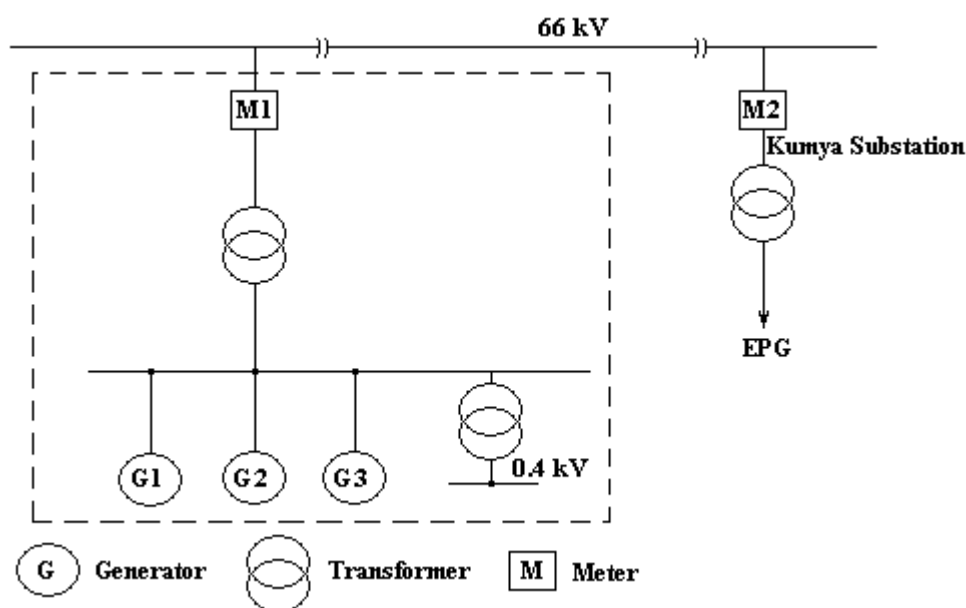 66 kV
M1
M2
Kumya Substation
EPG
G1
G2
G3
0.4 kV
G Generator
Transformer
M Meter